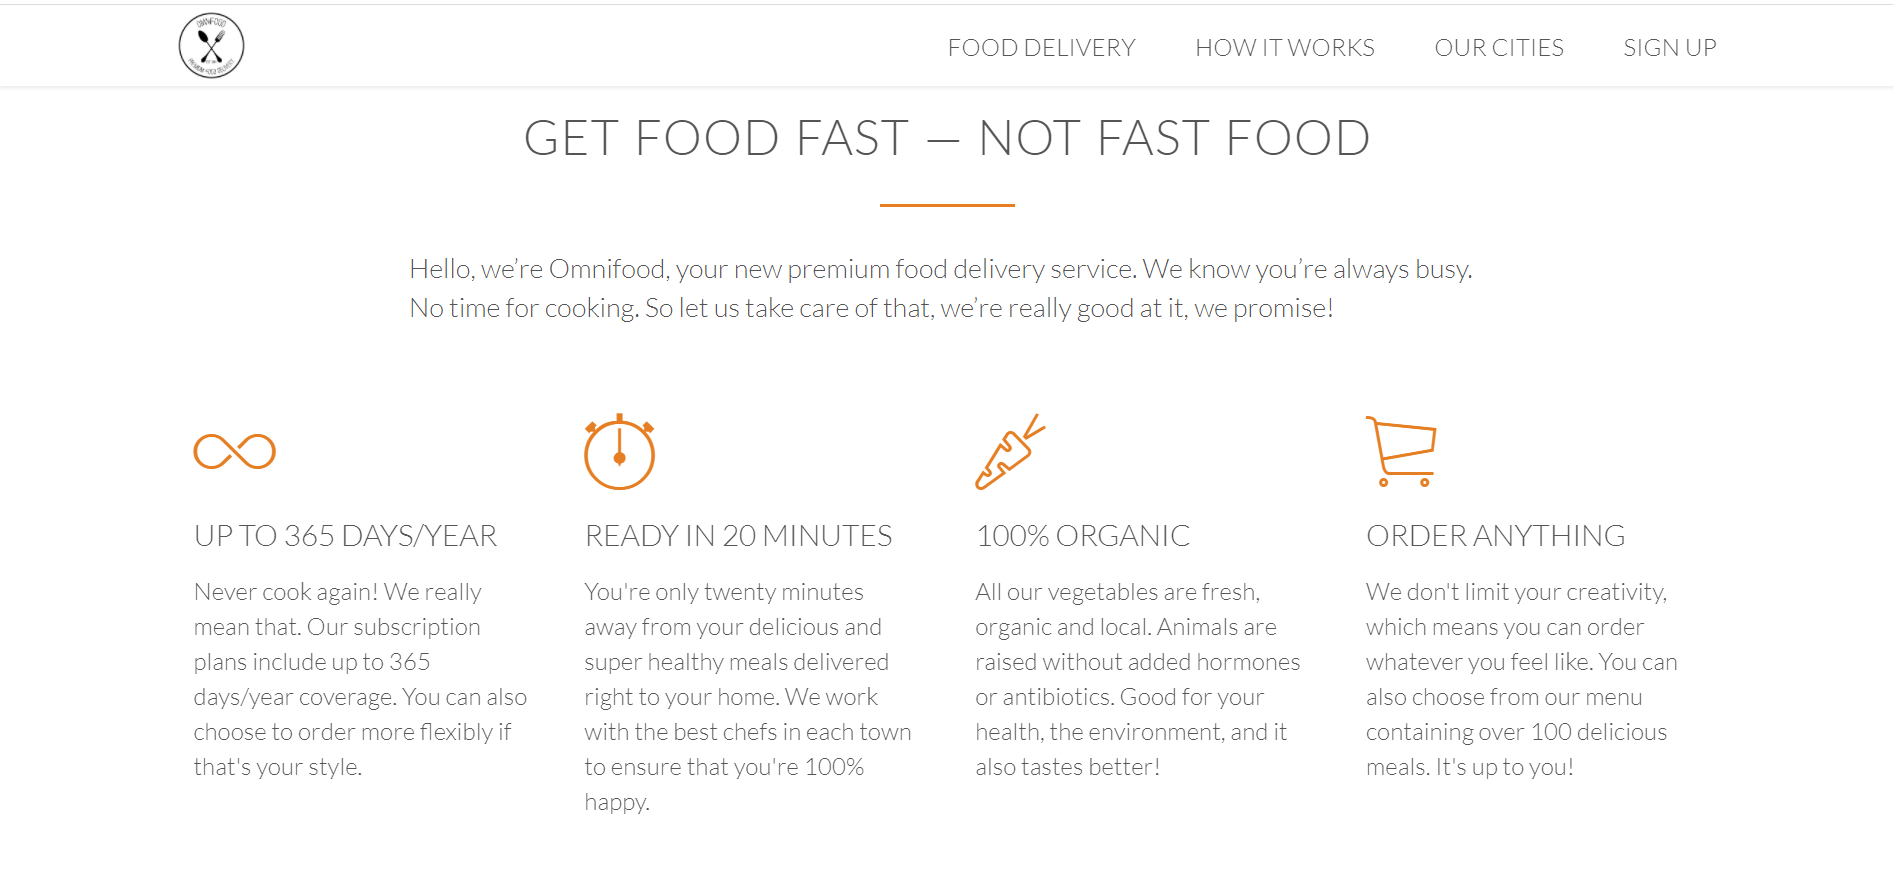 OMNIFOOD
PREMIUM FOOD DELIVERY
FOOD DELIVERY
HOW IT WORKS
OUR CITIES
SIGN UP
GET FOOD FAST — NOT FAST FOOD
Hello, we’re Omnifood, your new premium food delivery service. We know you’re always busy.
No time for cooking. So let us take care of that, we’re really good at it, we promise!
UP TO 365 DAYS/YEAR
Never cook again! We really
mean that. Our subscription
plans include up to 365
days/year coverage. You can also
choose to order more flexibly if
that's your style.
READY IN 20 MINUTES
You're only twenty minutes
away from your delicious and
super healthy meals delivered
right to your home. We work
with the best chefs in each town
to ensure that you're 100%
happy.
100% ORGANIC
All our vegetables are fresh,
organic and local. Animals are
raised without added hormones
or antibiotics. Good for your
health, the environment, and it
also tastes better!
ORDER ANYTHING
We don't limit your creativity,
which means you can order
whatever you feel like. You can
also choose from our menu
containing over 100 delicious
meals. It's up to you!